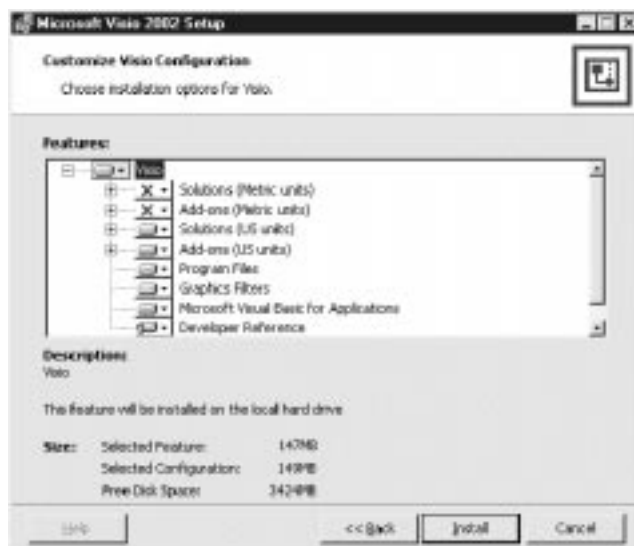 Microsoft Visio 2002 Setup
Customize Visio Configuration
Choose installation options for Visio.
Features:
Visio
Solutions (Metric units)
Add-ons (Metric units)
Solutions (US units)
Add-ons (US units)
Program Files
Graphics Filters
Microsoft Visual Basic for Applications
Developer Reference
Description:
Visio
This feature will be installed on the local hard drive
Size: Selected Feature: 147MB
Selected Configuration: 149MB
Free Disk Space: 3424MB
Help << Back Install Cancel